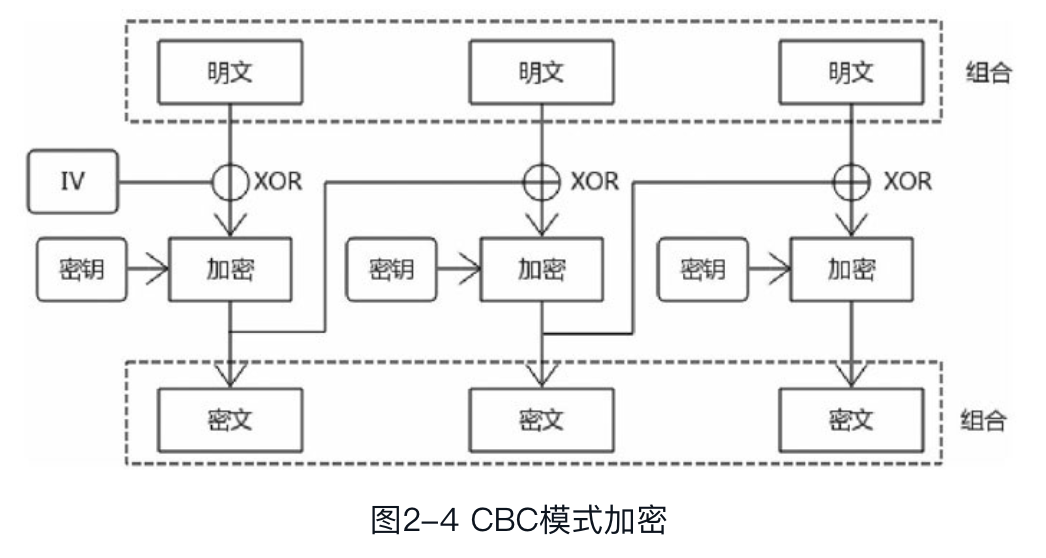 明文 明文 明文 组合
IV XOR XOR XOR
密钥 加密 密钥 加密 密钥 加密
密文 密文 密文 组合
图2-4 CBC模式加密